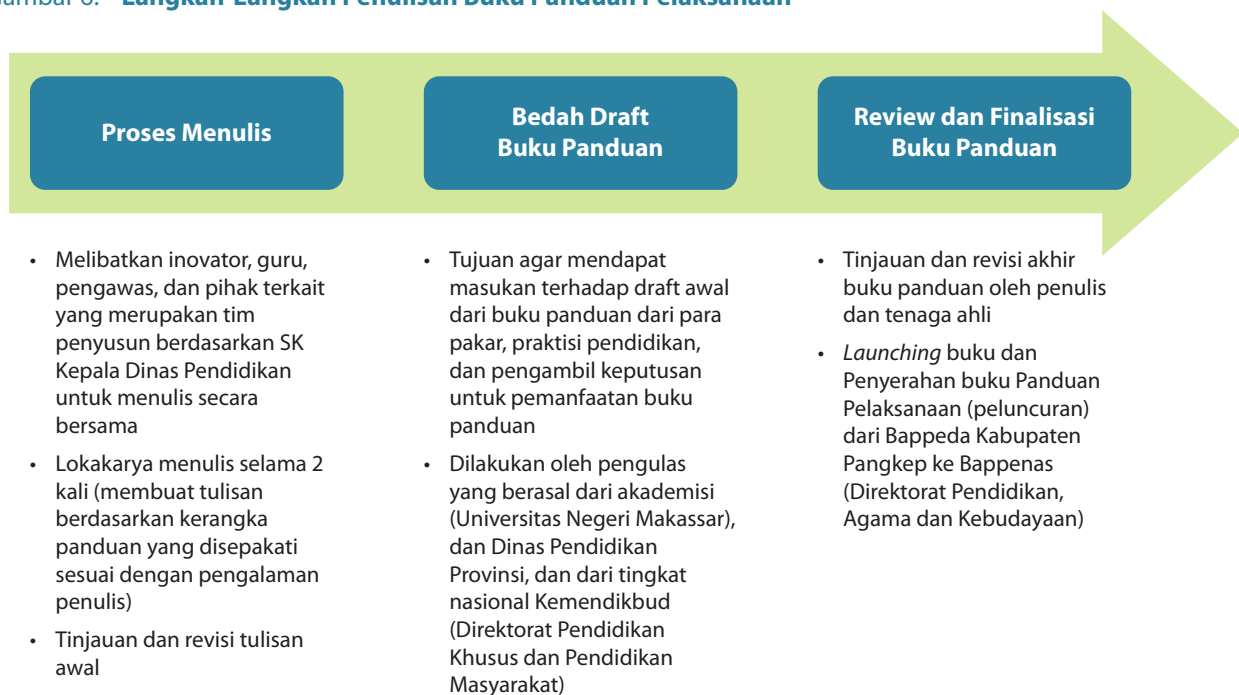 Langkah-Langkah Penulisan Buku Panduan Pelaksanaan
Proses Menulis
Bedah Draft
Buku Panduan
Review dan Finalisasi
Buku Panduan
• Melibatkan inovator, guru,
pengawas, dan pihak terkait
yang merupakan tim
penyusun berdasarkan SK
Kepala Dinas Pendidikan
untuk menulis secara
bersama
• Lokakarya menulis selama 2
kali (membuat tulisan
berdasarkan kerangka
panduan yang disepakati
sesuai dengan pengalaman
penulis)
• Tinjauan dan revisi tulisan
awal
• Tujuan agar mendapat
masukan terhadap draft awal
dari buku panduan dari para
pakar, praktisi pendidikan,
dan pengambil keputusan
untuk pemanfaatan buku
panduan
• Dilakukan oleh pengulas
yang berasal dari akademisi
(Universitas Negeri Makassar),
dan Dinas Pendidikan
Provinsi, dan dari tingkat
nasional Kemendikbud
(Direktorat Pendidikan
Khusus dan Pendidikan
Masyarakat)
• Tinjauan dan revisi akhir
buku panduan oleh penulis
dan tenaga ahli
• Launching buku dan
Penyerahan buku Panduan
Pelaksanaan (peluncuran)
dari Bappeda Kabupaten
Pangkep ke Bappenas
(Direktorat Pendidikan,
Agama dan Kebudayaan)